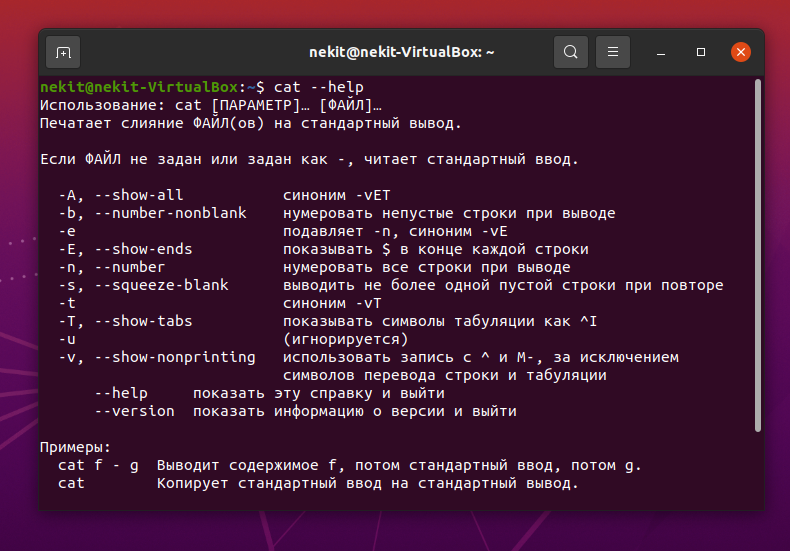 nekit@nekit-VirtualBox: ~
nekit@nekit-VirtualBox:~$ cat --help
Использование: cat [ПАРАМЕТР]… [ФАЙЛ]…
Печатает слияние ФАЙЛ(ов) на стандартный вывод.
Если ФАЙЛ не задан или задан как -, читает стандартный ввод.
-A, --show-all           синоним -vET
-b, --number-nonblank    нумеровать непустые строки при выводе
-e                       подавляет -n, синоним -vE
-E, --show-ends          показывать $ в конце каждой строки
-n, --number             нумеровать все строки при выводе
-s, --squeeze-blank      выводить не более одной пустой строки при повторе
-t                       синоним -vT
-T, --show-tabs          показывать символы табуляции как ^I
-u                       (игнорируется)
-v, --show-nonprinting   использовать запись с ^ и M-, за исключением
символов перевода строки и табуляции
--help     показать эту справку и выйти
--version  показать информацию о версии и выйти
Примеры:
cat f - g  Выводит содержимое f, потом стандартный ввод, потом g.
cat        Копирует стандартный ввод на стандартный вывод.